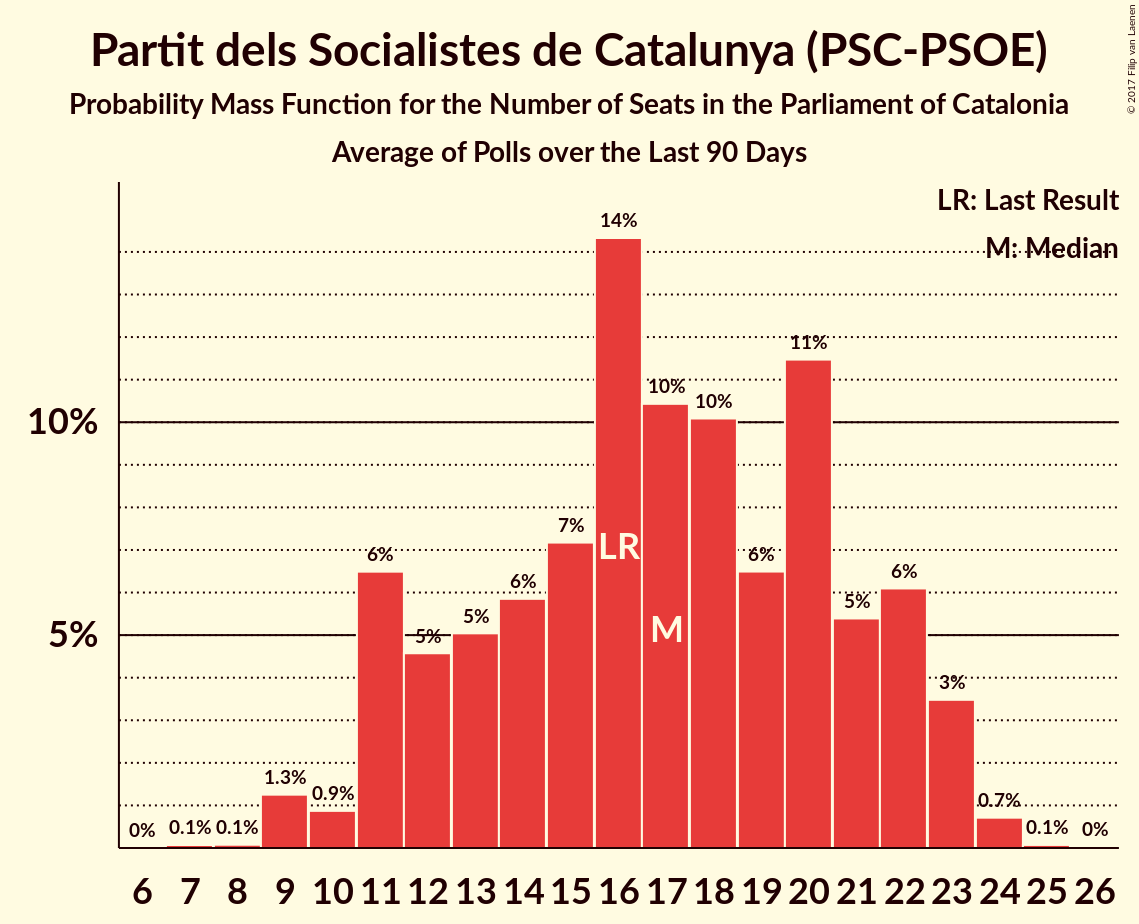 Partit dels Socialistes de Catalunya (PSC-PSOE)
Probability Mass Function for the Number of Seats in the Parliament of Catalonia
Average of Polls over the Last 90 Days
© 2017 Filip van Laenen
LR: Last Result
M: Median
10%
5%
0% 0.1% 0.1% 1.3% 0.9% 6% 5% 5% 6% 7% 14% 10% 10% 6% 11% 5% 6% 3% 0.7% 0.1% 0%
LR
M
6 7 8 9 10 11 12 13 14 15 16 17 18 19 20 21 22 23 24 25 26